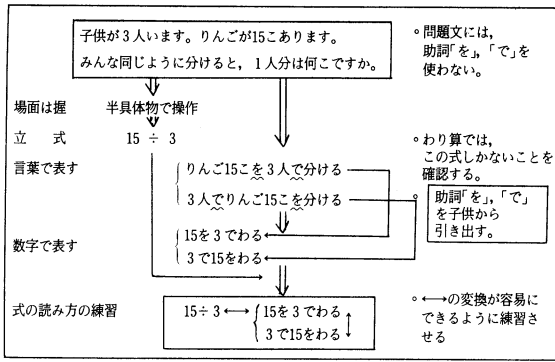 子供が3人います。りんごが15こあります。
みんな同じように分けると，1人分は何こですか。
◦問題文には，
助詞「を」，「で」を
使わない。
場面は握　半具体物で操作
立　式　15 ÷ 3
◦わり算では，
この式しかないことを
確認する。
言葉で表す
りんご15こを3人で分ける
3人でりんご15こを分ける
◦助詞「を」，「で」
を子供から
引き出す。
数字で表す
15を3でわる
3で15をわる
式の読み方の練習
15÷3 ⟷ 15を3でわる
3で15をわる
◦⟷の変換が容易に
できるように練習さ
せる